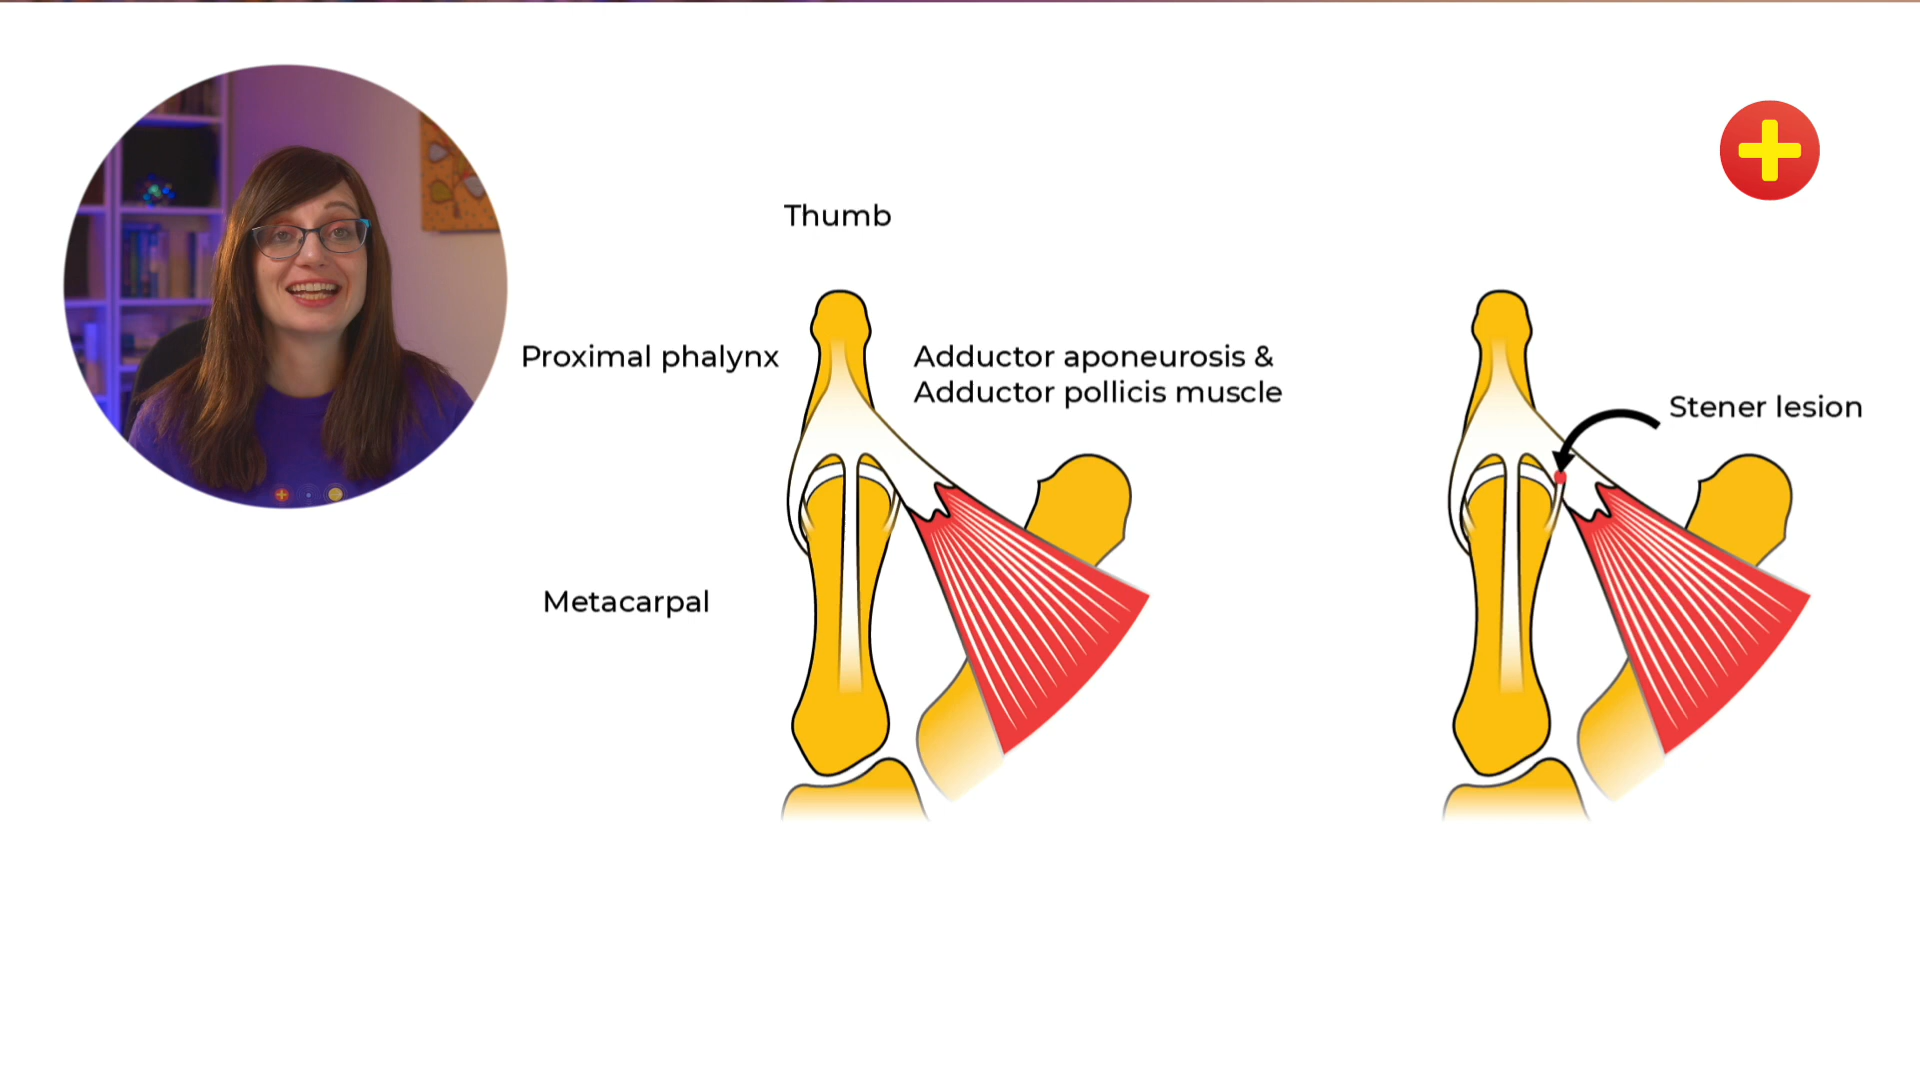 Thumb
Proximal phalynx
Adductor aponeurosis &
Adductor pollicis muscle
Stener lesion
Metacarpal